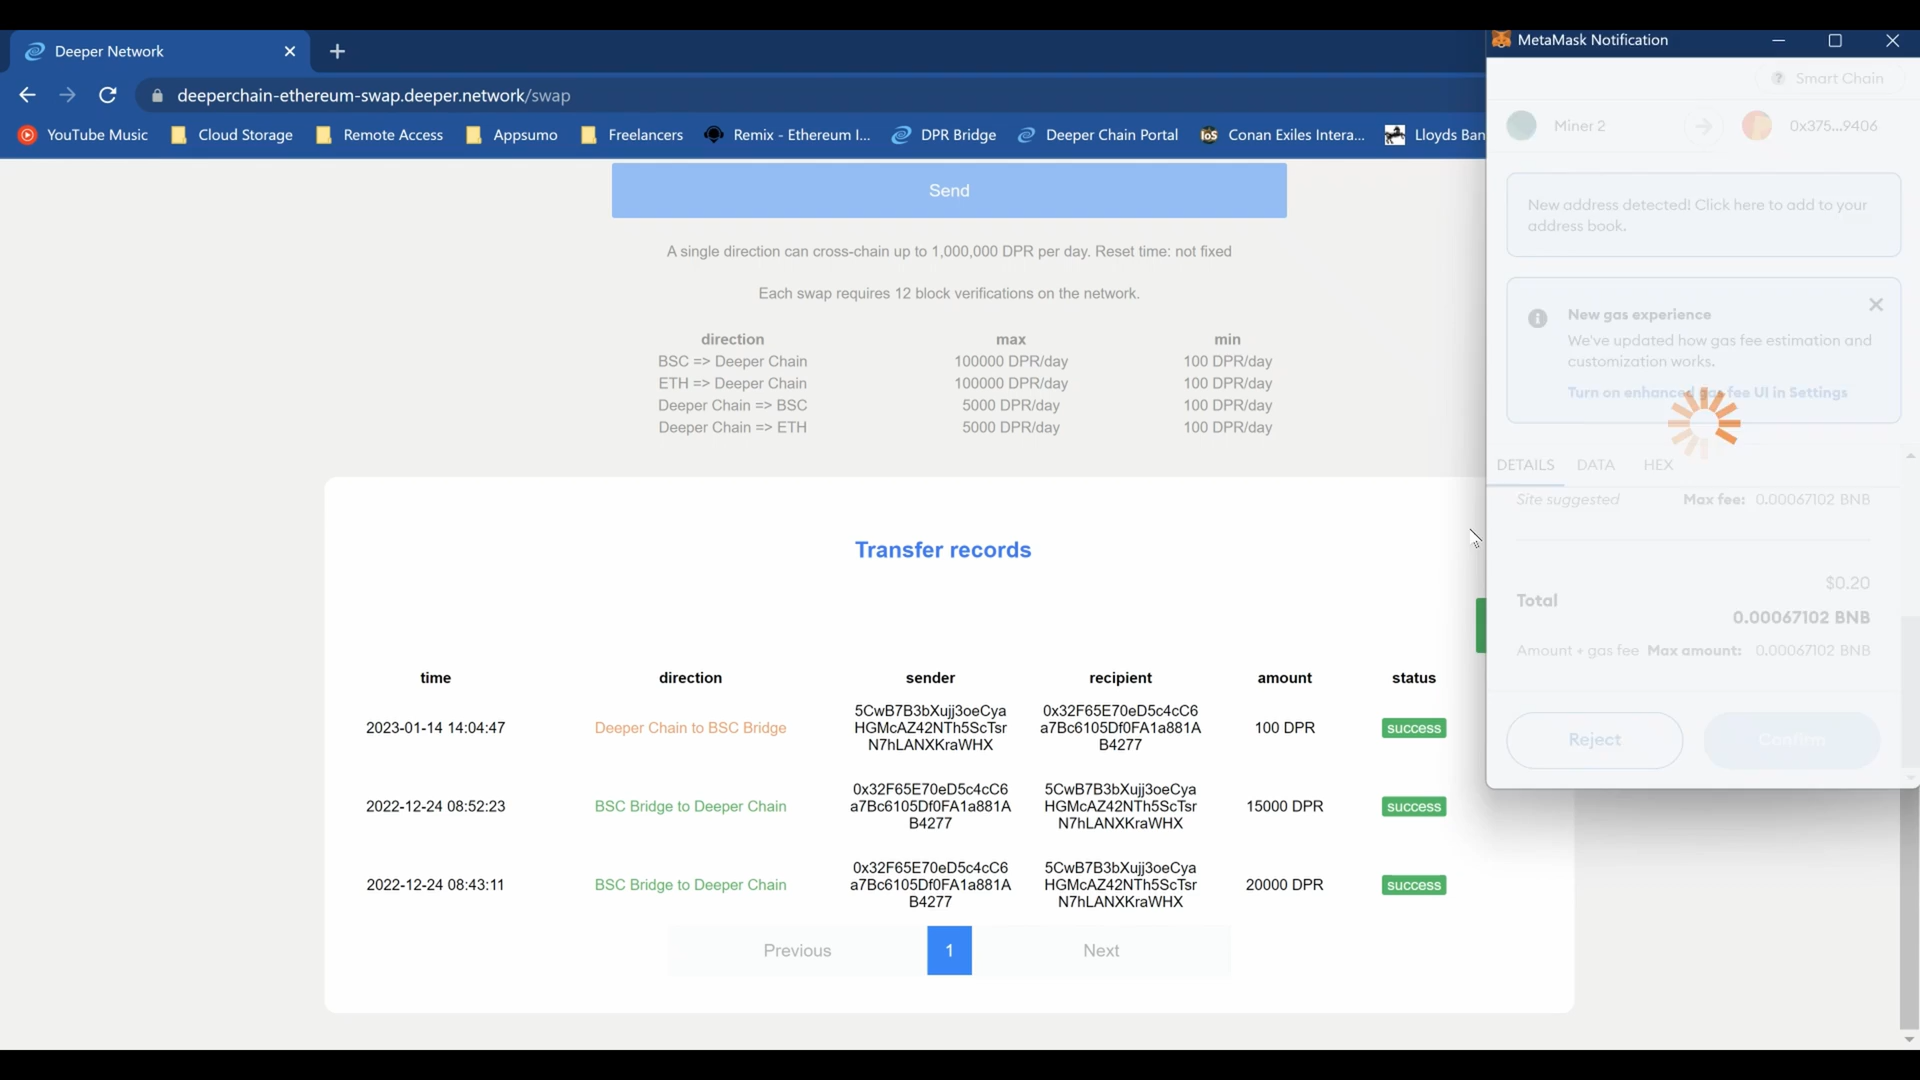 Deeper Network
MetaMask Notification
deeperchain-ethereum-swap.deeper.network/swap
YouTube Music
Cloud Storage
Remote Access
Appsumo
Freelancers
Remix - Ethereum I...
DPR Bridge
Deeper Chain Portal
Conan Exiles Intera...
Lloyds Ban
Send
A single direction can cross-chain up to 1,000,000 DPR per day. Reset time: not fixed
Each swap requires 12 block verifications on the network.
direction max min
BSC => Deeper Chain 100000 DPR/day 100 DPR/day
ETH => Deeper Chain 100000 DPR/day 100 DPR/day
Deeper Chain => BSC 5000 DPR/day 100 DPR/day
Deeper Chain => ETH 5000 DPR/day 100 DPR/day
Transfer records
time direction sender recipient amount status
2023-01-14 14:04:47
Deeper Chain to BSC Bridge
5CwB7B3bXujj3oeCya
HGMcAZ42NTh5ScTsr
N7hLANXKraWHX
0x32F65E70eD5c4cC6
a7Bc6105Df0FA1a881A
B4277
100 DPR
success
2022-12-24 08:52:23
BSC Bridge to Deeper Chain
0x32F65E70eD5c4cC6
a7Bc6105Df0FA1a881A
B4277
5CwB7B3bXujj3oeCya
HGMcAZ42NTh5ScTsr
N7hLANXKraWHX
15000 DPR
success
2022-12-24 08:43:11
BSC Bridge to Deeper Chain
0x32F65E70eD5c4cC6
a7Bc6105Df0FA1a881A
B4277
5CwB7B3bXujj3oeCya
HGMcAZ42NTh5ScTsr
N7hLANXKraWHX
20000 DPR
success
Previous 1 Next
Smart Chain
Miner 2
0x375...9406
New address detected! Click here to add to your
address book.
New gas experience
We've updated how gas fee estimation and
customization works.
Turn on enhanced gas fee UI in Settings
DETAILS DATA HEX
Site suggested Max fee: 0.00067102 BNB
$0.20
Total
0.00067102 BNB
Amount + gas fee Max amount: 0.00067102 BNB
Reject Confirm